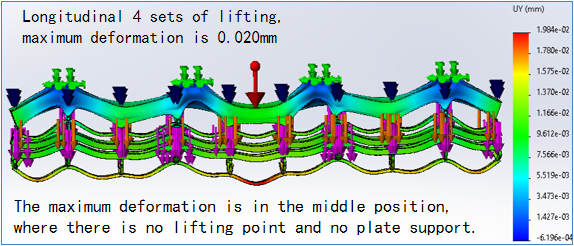 Longitudinal 4 sets of lifting,
maximum deformation is 0.020mm
UY (mm)
1.984e-02
1.780e-02
1.575e-02
1.370e-02
1.166e-02
9.612e-03
7.566e-03
5.519e-03
3.473e-03
1.427e-03
-6.196e-04
The maximum deformation is in the middle position,
where there is no lifting point and no plate support.